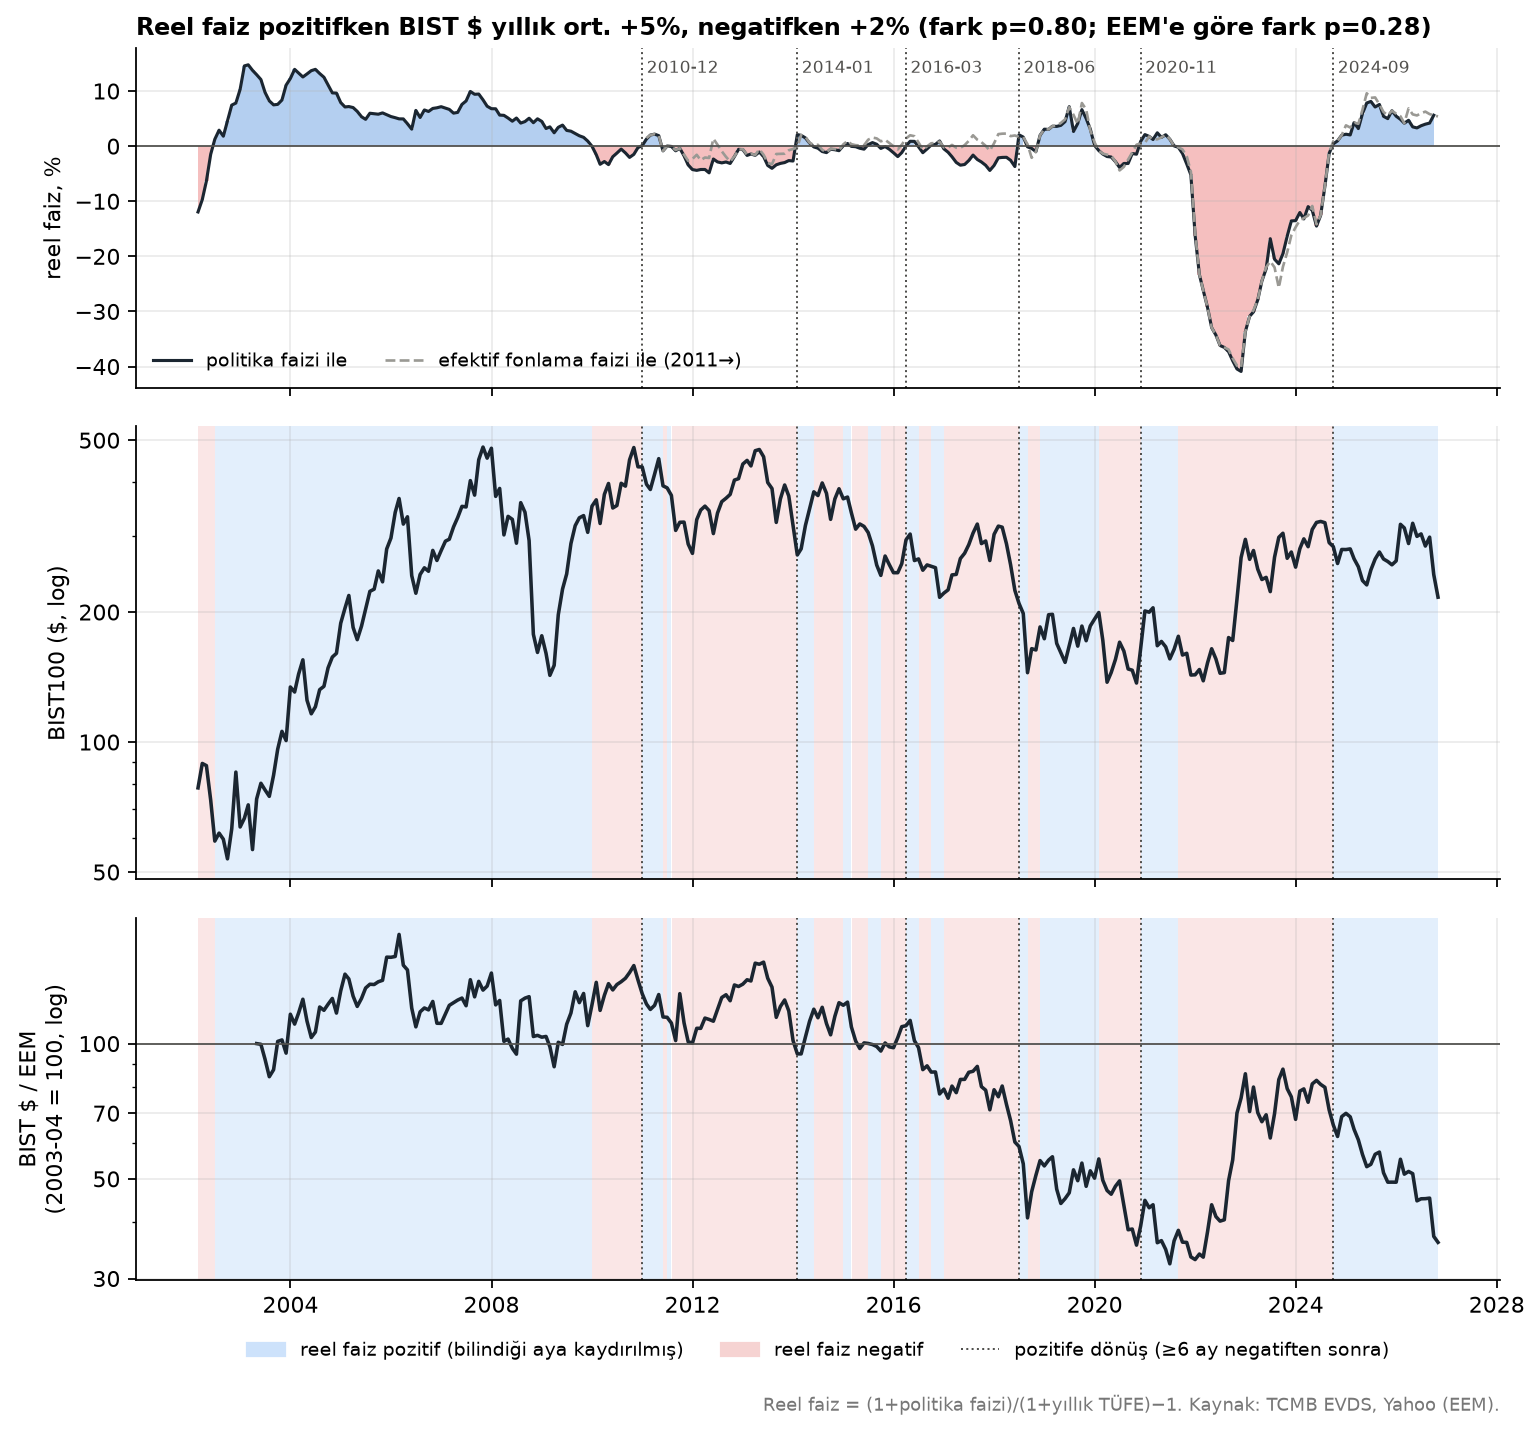 Reel faiz pozitifken BIST $ yıllık ort. +5%, negatifken +2% (fark p=0.80; EEM'e göre fark p=0.28)
2010-12
2014-01
2016-03
2018-06
2020-11
2024-09
reel faiz, %
10
0
−10
−20
−30
−40
politika faizi ile
efektif fonlama faizi ile (2011→)
BIST100 ($, log)
500
200
100
50
BIST $ / EEM
(2003-04 = 100, log)
100
70
50
30
2004
2008
2012
2016
2020
2024
2028
reel faiz pozitif (bilindiği aya kaydırılmış)
reel faiz negatif
pozitife dönüş (≥6 ay negatiften sonra)
Reel faiz = (1+politika faizi)/(1+yıllık TÜFE)−1. Kaynak: TCMB EVDS, Yahoo (EEM).